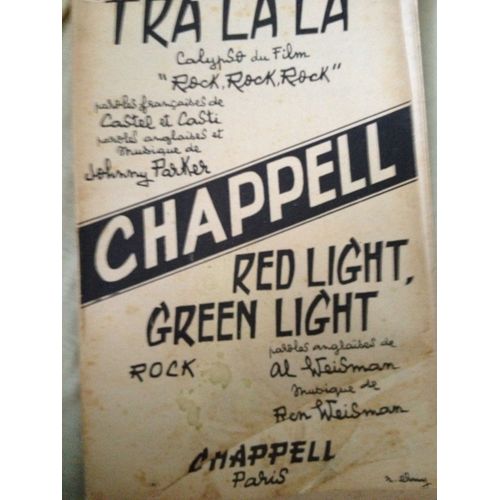 TRA LA LA
Calypso du Film
"Rock, Rock, Rock"
paroles françaises de
Castel et Casti
paroles anglaises et
Musique de
Johnny Parker
CHAPPELL
RED LIGHT,
GREEN LIGHT
ROCK
paroles anglaises de
Al Weisman
Musique de
Ben Weisman
CHAPPELL
Paris